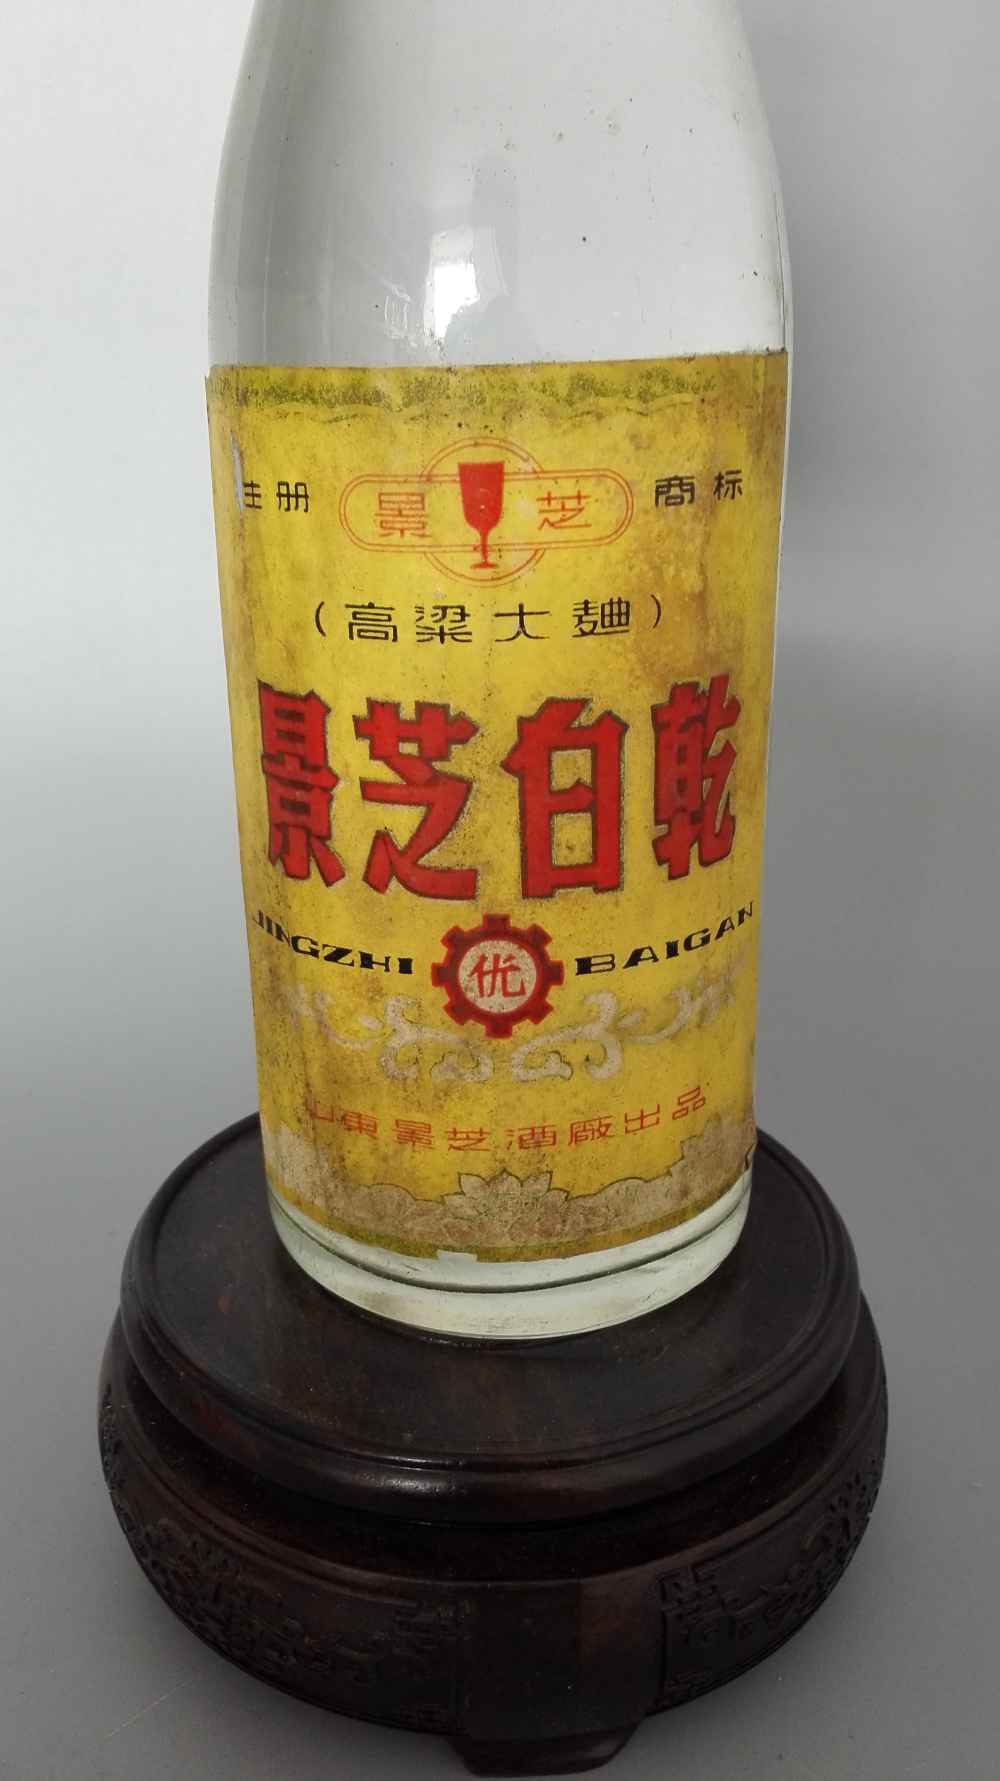 注册 景芝 商标
（高粱大麯）
景芝白乾
JINGZHI 优 BAIGAN
山東景芝酒廠出品